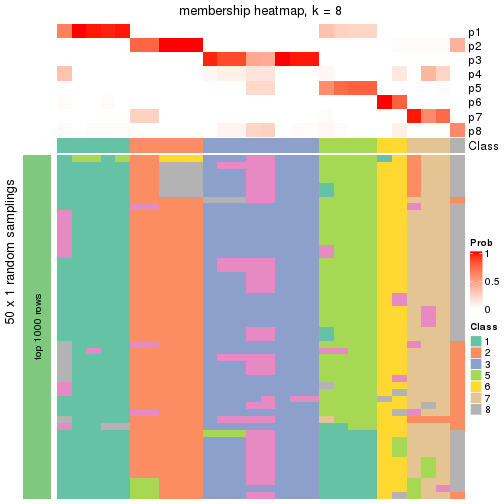 membership heatmap, k = 8
p1
p2
p3
p4
p5
p6
p7
p8
Class
50 x 1 random samplings
top 1000 rows
Prob
1
0.5
0
Class
1
2
3
5
6
7
8